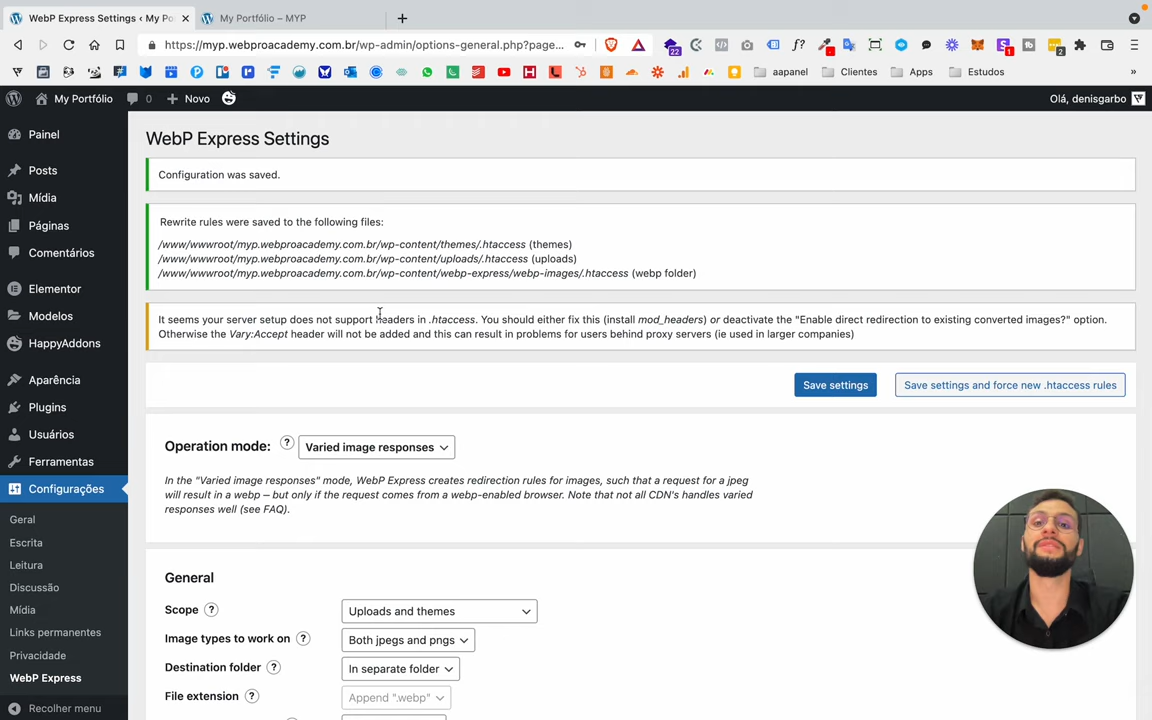 WebP Express Settings ‹ My Po
My Portfólio – MYP
https://myp.webproacademy.com.br/wp-admin/options-general.php?page...
aapanel
Clientes
Apps
Estudos
My Portfólio
0
Novo
Olá, denisgarbo
Painel
Posts
Mídia
Páginas
Comentários
Elementor
Modelos
HappyAddons
Aparência
Plugins
Usuários
Ferramentas
Configurações
Geral
Escrita
Leitura
Discussão
Mídia
Links permanentes
Privacidade
WebP Express
Recolher menu
WebP Express Settings
Configuration was saved.
Rewrite rules were saved to the following files:
/www/wwwroot/myp.webproacademy.com.br/wp-content/themes/.htaccess (themes)
/www/wwwroot/myp.webproacademy.com.br/wp-content/uploads/.htaccess (uploads)
/www/wwwroot/myp.webproacademy.com.br/wp-content/webp-express/webp-images/.htaccess (webp folder)
It seems your server setup does not support headers in .htaccess. You should either fix this (install mod_headers) or deactivate the "Enable direct redirection to existing converted images?" option.
Otherwise the Vary:Accept header will not be added and this can result in problems for users behind proxy servers (ie used in larger companies)
Save settings
Save settings and force new .htaccess rules
Operation mode: ? Varied image responses
In the "Varied image responses" mode, WebP Express creates redirection rules for images, such that a request for a jpeg
will result in a webp – but only if the request comes from a webp-enabled browser. Note that not all CDN's handles varied
responses well (see FAQ).
General
Scope ? Uploads and themes
Image types to work on ? Both jpegs and pngs
Destination folder ? In separate folder
File extension ? Append ".webp"